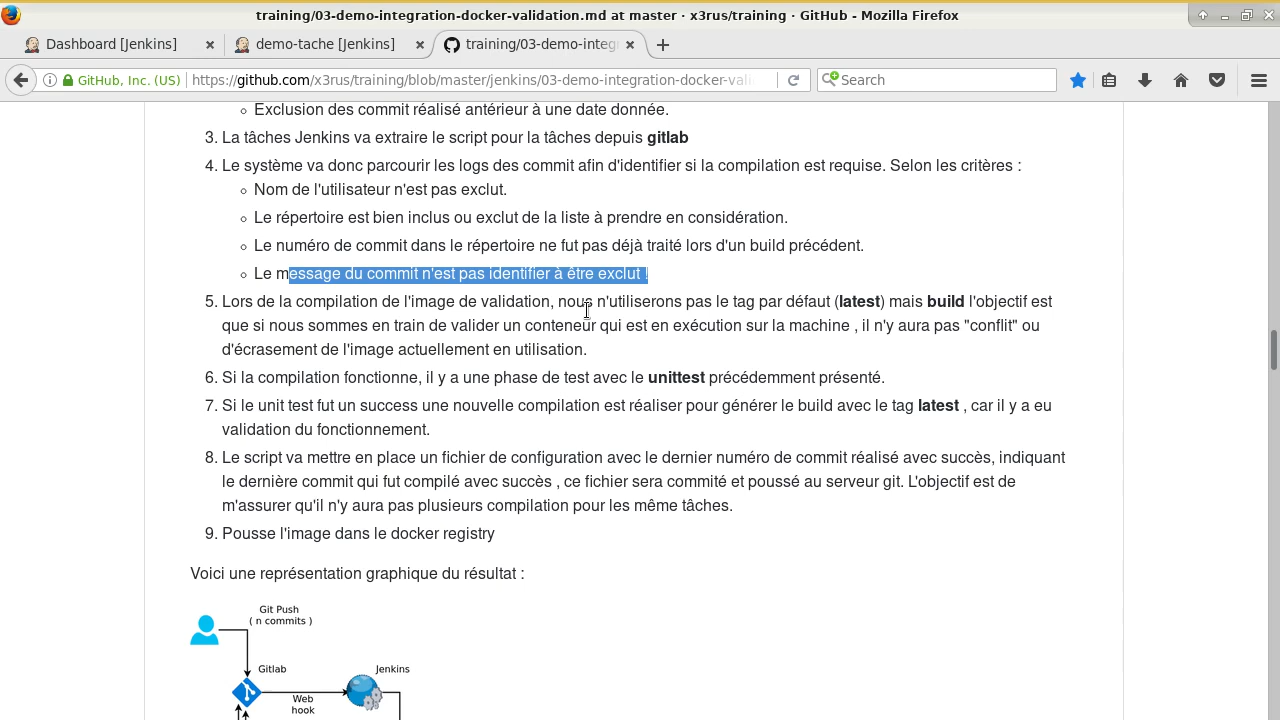 training/03-demo-integration-docker-validation.md at master · x3rus/training · GitHub - Mozilla Firefox
Dashboard [Jenkins]
demo-tache [Jenkins]
training/03-demo-integ
GitHub, Inc. (US)
https://github.com/x3rus/training/blob/master/jenkins/03-demo-integration-docker-vali
Search
Exclusion des commit réalisé antérieur à une date donnée.
3. La tâches Jenkins va extraire le script pour la tâches depuis gitlab
4. Le système va donc parcourir les logs des commit afin d'identifier si la compilation est requise. Selon les critères :
Nom de l'utilisateur n'est pas exclut.
Le répertoire est bien inclus ou exclut de la liste à prendre en considération.
Le numéro de commit dans le répertoire ne fut pas déjà traité lors d'un build précédent.
Le message du commit n'est pas identifier à être exclut !
5. Lors de la compilation de l'image de validation, nous n'utiliserons pas le tag par défaut (latest) mais build l'objectif est
que si nous sommes en train de valider un conteneur qui est en exécution sur la machine , il n'y aura pas "conflit" ou
d'écrasement de l'image actuellement en utilisation.
6. Si la compilation fonctionne, il y a une phase de test avec le unittest précédemment présenté.
7. Si le unit test fut un success une nouvelle compilation est réaliser pour générer le build avec le tag latest , car il y a eu
validation du fonctionnement.
8. Le script va mettre en place un fichier de configuration avec le dernier numéro de commit réalisé avec succès, indiquant
le dernière commit qui fut compilé avec succès , ce fichier sera commité et poussé au serveur git. L'objectif est de
m'assurer qu'il n'y aura pas plusieurs compilation pour les même tâches.
9. Pousse l'image dans le docker registry
Voici une représentation graphique du résultat :
Git Push
( n commits )
Gitlab
Jenkins
Web
hook